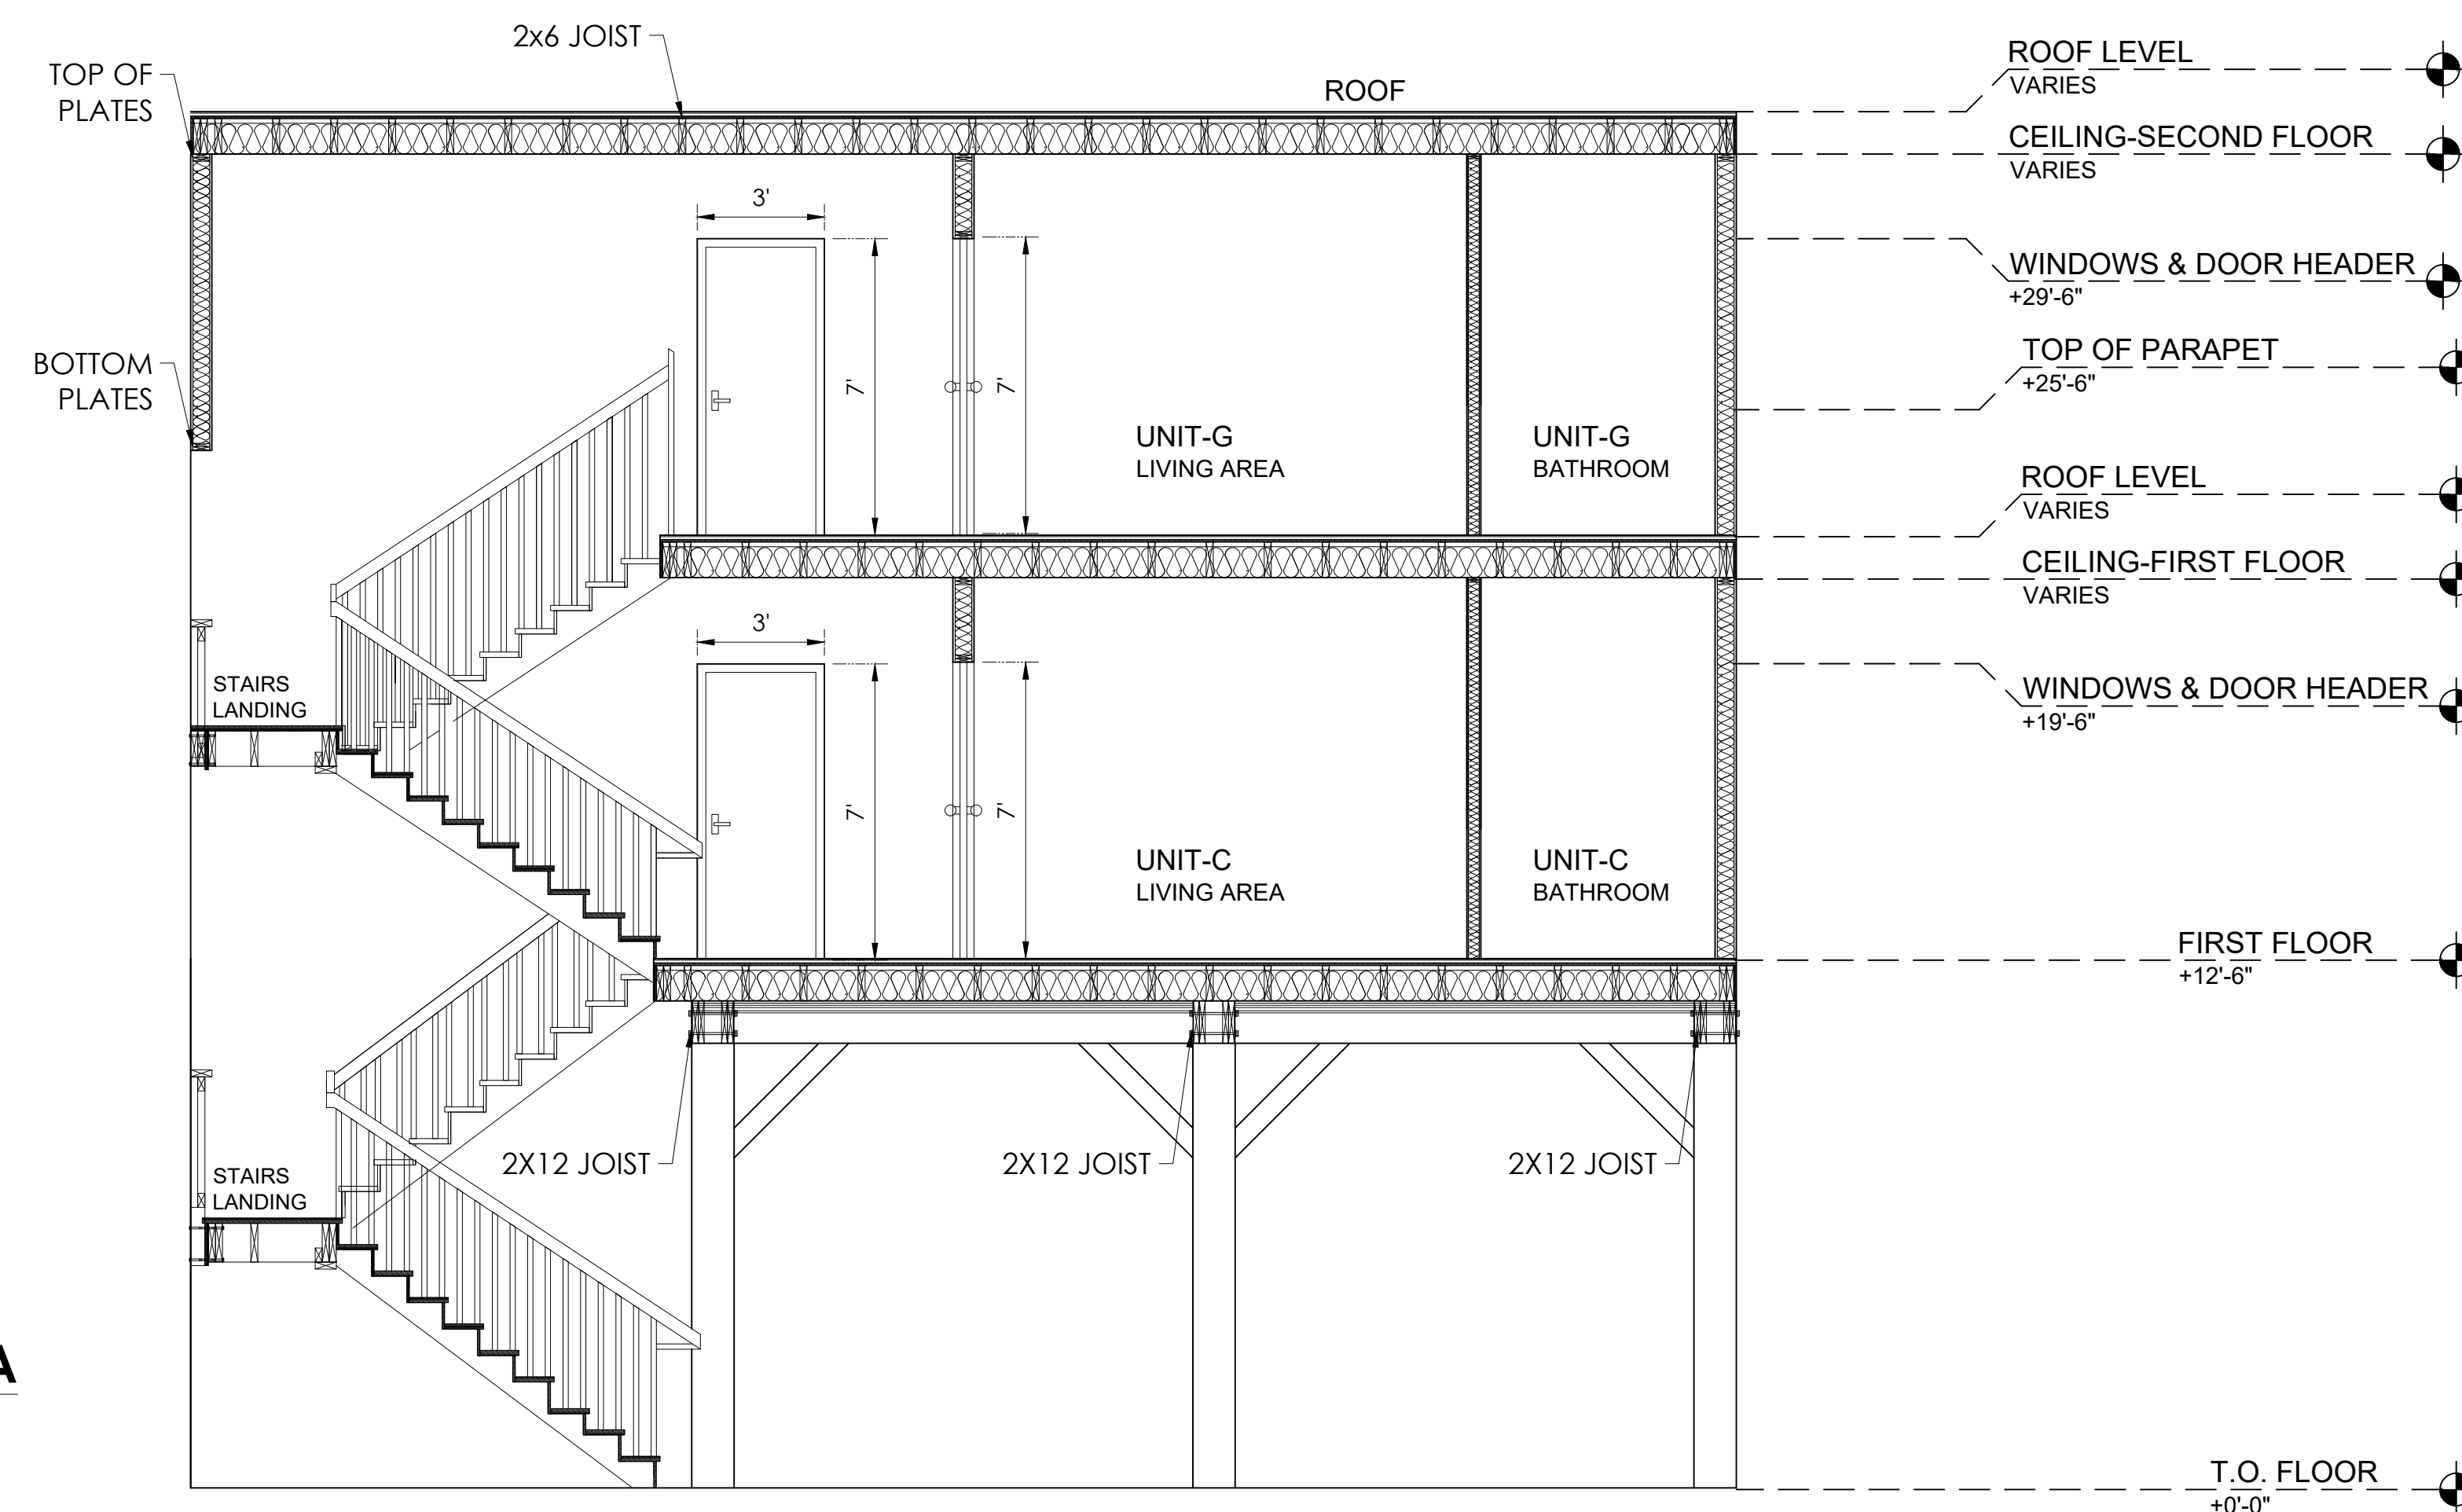 2x6 JOIST
TOP OF
PLATES
ROOF
ROOF LEVEL
VARIES
CEILING-SECOND FLOOR
VARIES
3'
WINDOWS & DOOR HEADER
+29'-6"
TOP OF PARAPET
+25'-6"
BOTTOM
PLATES
7'
7'
UNIT-G
LIVING AREA
UNIT-G
BATHROOM
ROOF LEVEL
VARIES
CEILING-FIRST FLOOR
VARIES
3'
STAIRS
LANDING
WINDOWS & DOOR HEADER
+19'-6"
7'
7'
UNIT-C
LIVING AREA
UNIT-C
BATHROOM
FIRST FLOOR
+12'-6"
2X12 JOIST
2X12 JOIST
2X12 JOIST
STAIRS
LANDING
A
T.O. FLOOR
+0'-0"